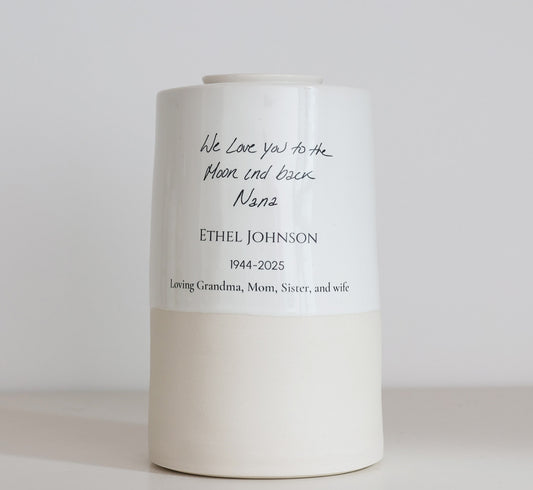 We Love you to the
Moon and back
Nana
ETHEL JOHNSON
1944-2025
Loving Grandma, Mom, Sister, and wife